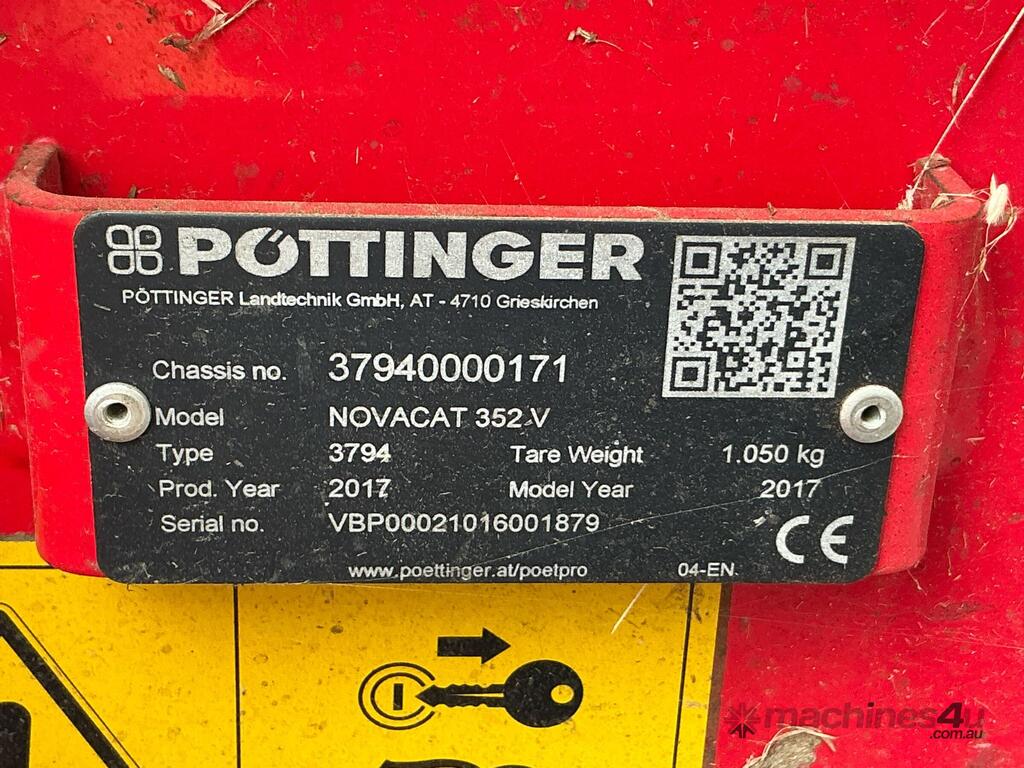 PÖTTINGER
PÖTTINGER Landtechnik GmbH, AT - 4710 Grieskirchen
Chassis no. 37940000171
Model NOVACAT 352 V
Type 3794 Tare Weight 1.050 kg
Prod. Year 2017 Model Year 2017
Serial no. VBP00021016001879
CE
www.poettinger.at/poetpro 04-EN
machines4u
.com.au